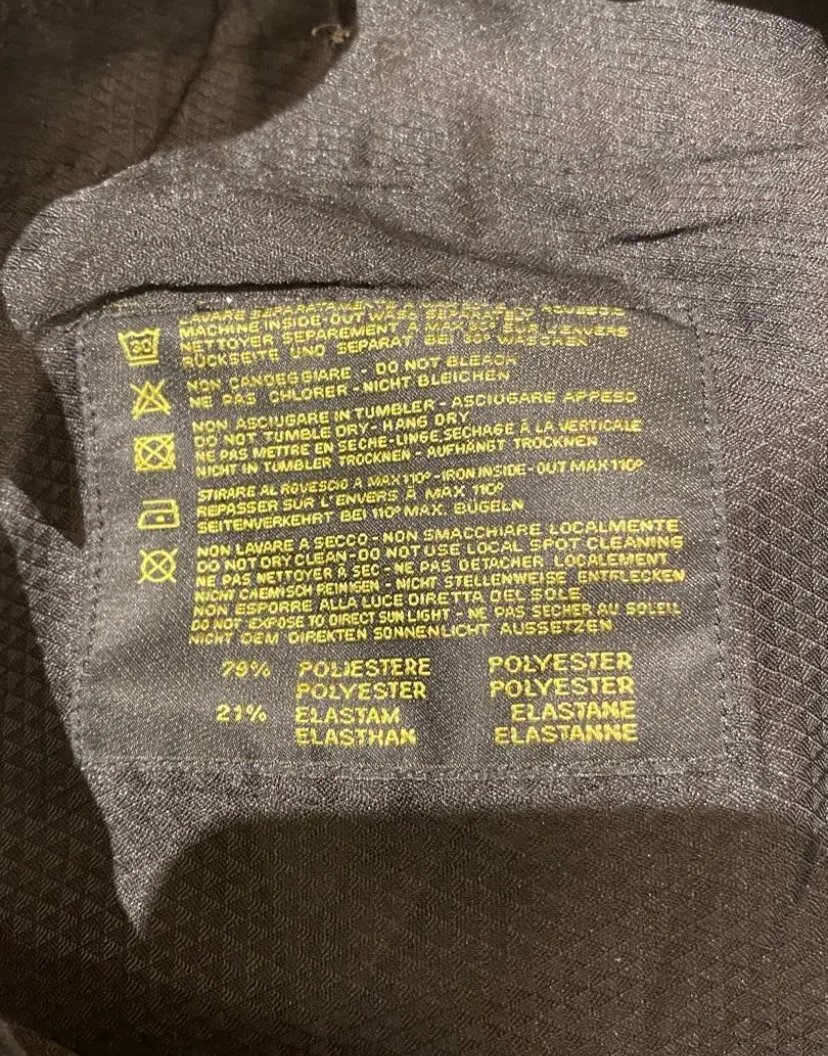 LAVARE SEPARATAMENTE A
MACHINE INSIDE, OUT WASH SEPARATELY
NETTOYER SEPAREMENT À MAX 30° SUR L'ENVERS
RÜCKSEITE UND SEPARAT BEI 30° WASCHEN
30
NON CANDEGGIARE - DO NOT BLEACH
NE PAS CHLORER - NICHT BLEICHEN
NON ASCIUGARE IN TUMBLER - ASCIUGARE APPESO
DO NOT TUMBLE DRY - HANG DRY
NE PAS METTRE EN SECHE-LINGE, SECHAGE À LA VERTICALE
NICHT IN TUMBLER TROCKNEN - AUFHÄNGT TROCKNEN
STIRARE AL ROVESCIO A MAX 110° - IRON INSIDE-OUT MAX 110°
REPASSER SUR L'ENVERS À MAX 110°
SEITENVERKEHRT BEI 110° MAX. BÜGELN
NON LAVARE A SECCO - NON SMACCHIARE LOCALMENTE
DO NOT DRY CLEAN - DO NOT USE LOCAL SPOT CLEANING
NE PAS NETTOYER À SEC - NE PAS DETACHER LOCALEMENT
NICHT CHEMISCH REINIGEN - NICHT STELLENWEISE ENTFLECKEN
NON ESPORRE ALLA LUCE DIRETTA DEL SOLE
DO NOT EXPOSE TO DIRECT SUN LIGHT - NE PAS SECHER AU SOLEIL
NICHT DEM DIREKTEN SONNENLICHT AUSSETZEN
79% POLIESTERE POLYESTER
POLYESTER POLYESTER
21% ELASTAM ELASTANE
ELASTHAN ELASTANNE